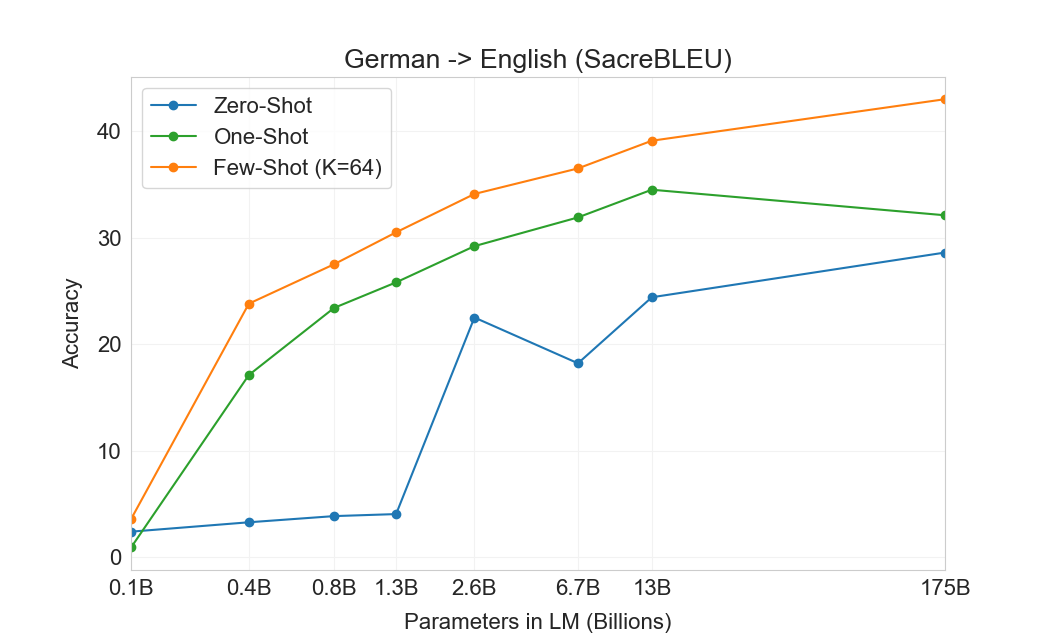 German -> English (SacreBLEU)
Zero-Shot
One-Shot
Few-Shot (K=64)
Accuracy
40
30
20
10
0
0.1B 0.4B 0.8B 1.3B 2.6B 6.7B 13B 175B
Parameters in LM (Billions)